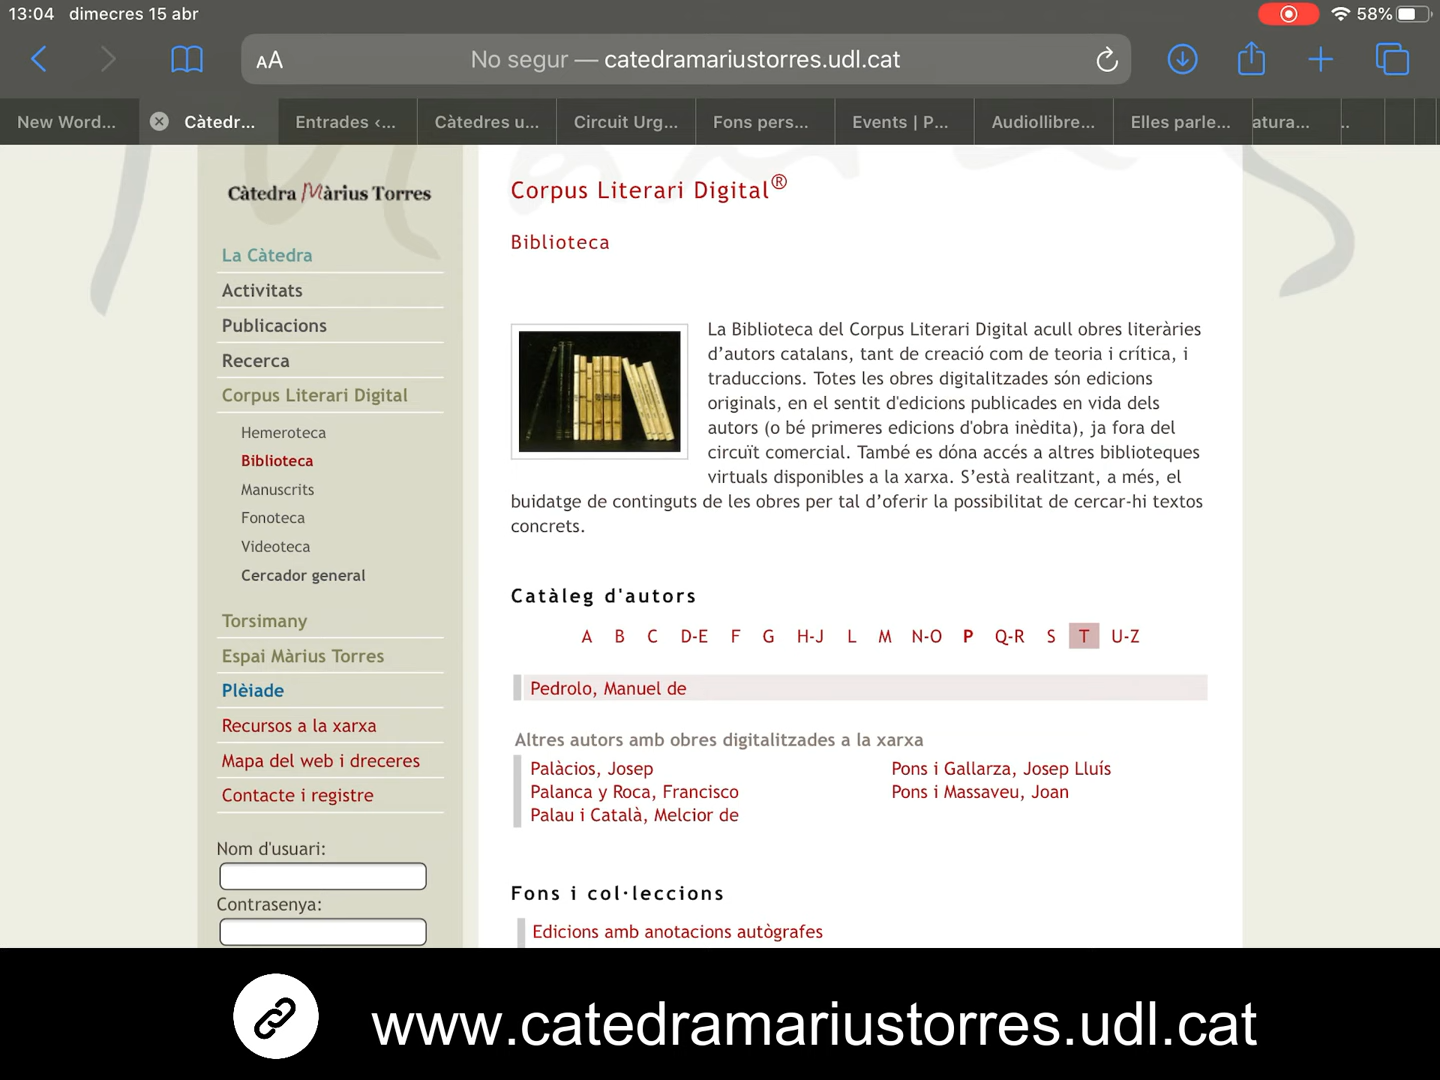 13:04 dimecres 15 abr
58%
AA No segur — catedramariustorres.udl.cat
New Word... Càtedr... Entrades ‹... Càtedres u... Circuit Urg... Fons pers... Events | P... Audiollibre... Elles parle... atura... ..
Càtedra Màrius Torres
La Càtedra
Activitats
Publicacions
Recerca
Corpus Literari Digital
Hemeroteca
Biblioteca
Manuscrits
Fonoteca
Videoteca
Cercador general
Torsimany
Espai Màrius Torres
Plèiade
Recursos a la xarxa
Mapa del web i dreceres
Contacte i registre
Nom d'usuari:
Contrasenya:
Corpus Literari Digital®
Biblioteca
La Biblioteca del Corpus Literari Digital acull obres literàries
d’autors catalans, tant de creació com de teoria i crítica, i
traduccions. Totes les obres digitalitzades són edicions
originals, en el sentit d'edicions publicades en vida dels
autors (o bé primeres edicions d'obra inèdita), ja fora del
circuït comercial. També es dóna accés a altres biblioteques
virtuals disponibles a la xarxa. S’està realitzant, a més, el
buidatge de continguts de les obres per tal d’oferir la possibilitat de cercar-hi textos
concrets.
Catàleg d'autors
A B C D-E F G H-J L M N-O P Q-R S T U-Z
Pedrolo, Manuel de
Altres autors amb obres digitalitzades a la xarxa
Palàcios, Josep
Palanca y Roca, Francisco
Palau i Català, Melcior de
Pons i Gallarza, Josep Lluís
Pons i Massaveu, Joan
Fons i col·leccions
Edicions amb anotacions autògrafes
www.catedramariustorres.udl.cat